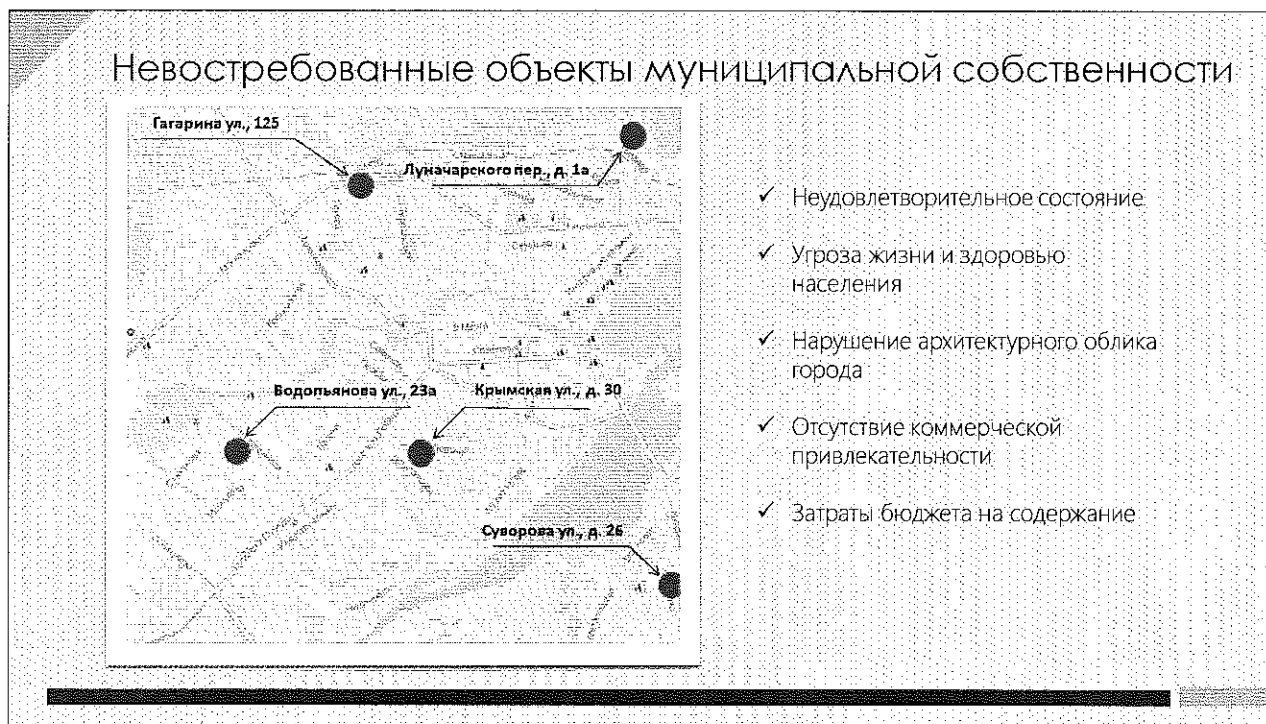 Невостребованные объекты муниципальной собственности
Гагарина ул., 125
Луначарского пер., д. 1а
Водопьянова ул., 23а
Крымская ул., д. 30
Суворова ул., д. 26
✓ Неудовлетворительное состояние
✓ Угроза жизни и здоровью
населения
✓ Нарушение архитектурного облика
города
✓ Отсутствие коммерческой
привлекательности
✓ Затраты бюджета на содержание